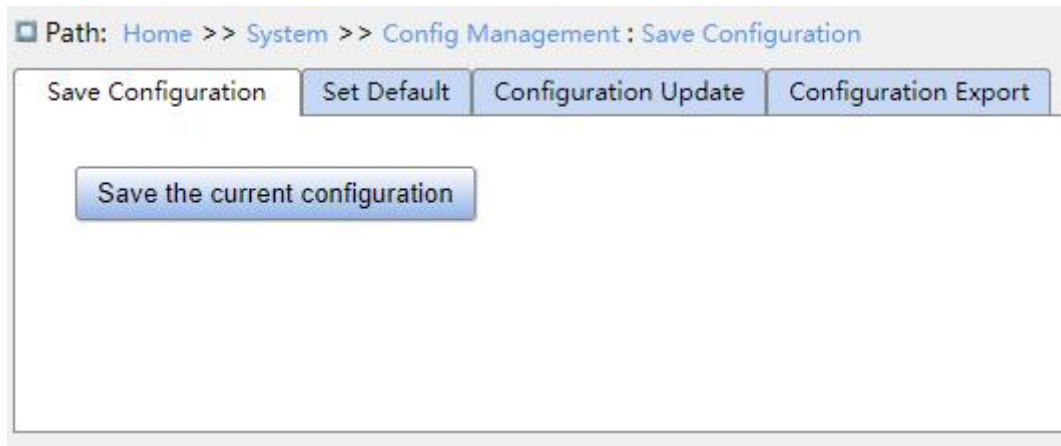 Path: Home >> System >> Config Management : Save Configuration
Save Configuration Set Default Configuration Update Configuration Export
Save the current configuration